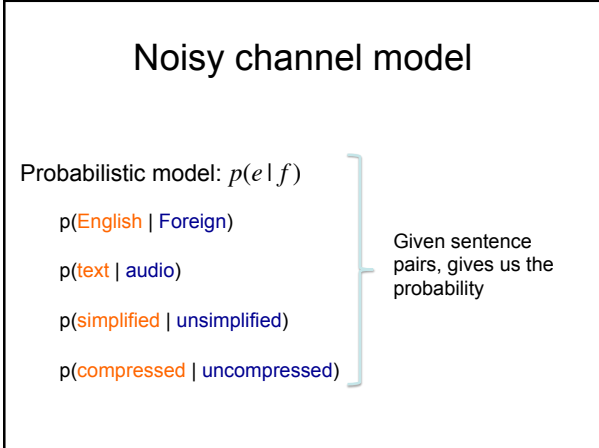 Noisy channel model
Probabilistic model: p(e | f)
p(English | Foreign)
p(text | audio)
p(simplified | unsimplified)
p(compressed | uncompressed)
Given sentence
pairs, gives us the
probability